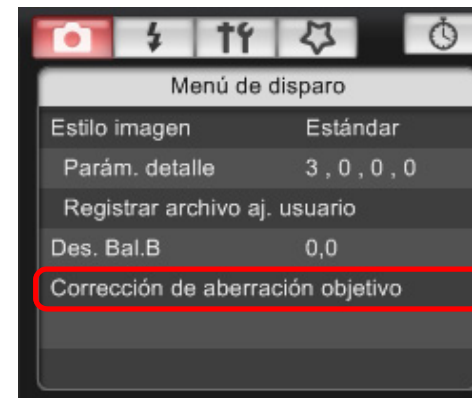 Menú de disparo
Estilo imagen Estándar
Parám. detalle 3 , 0 , 0 , 0
Registrar archivo aj. usuario
Des. Bal.B 0,0
Corrección de aberración objetivo